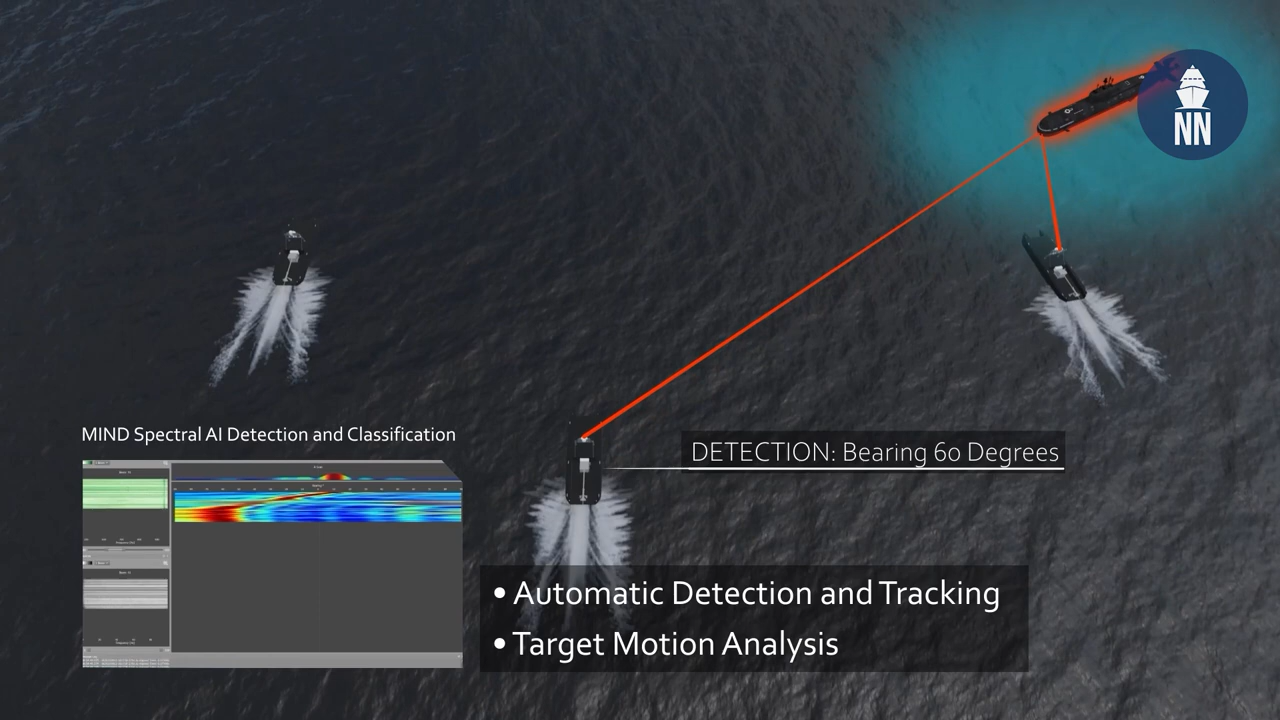 NN
MIND Spectral AI Detection and Classification
DETECTION: Bearing 60 Degrees
• Automatic Detection and Tracking
• Target Motion Analysis